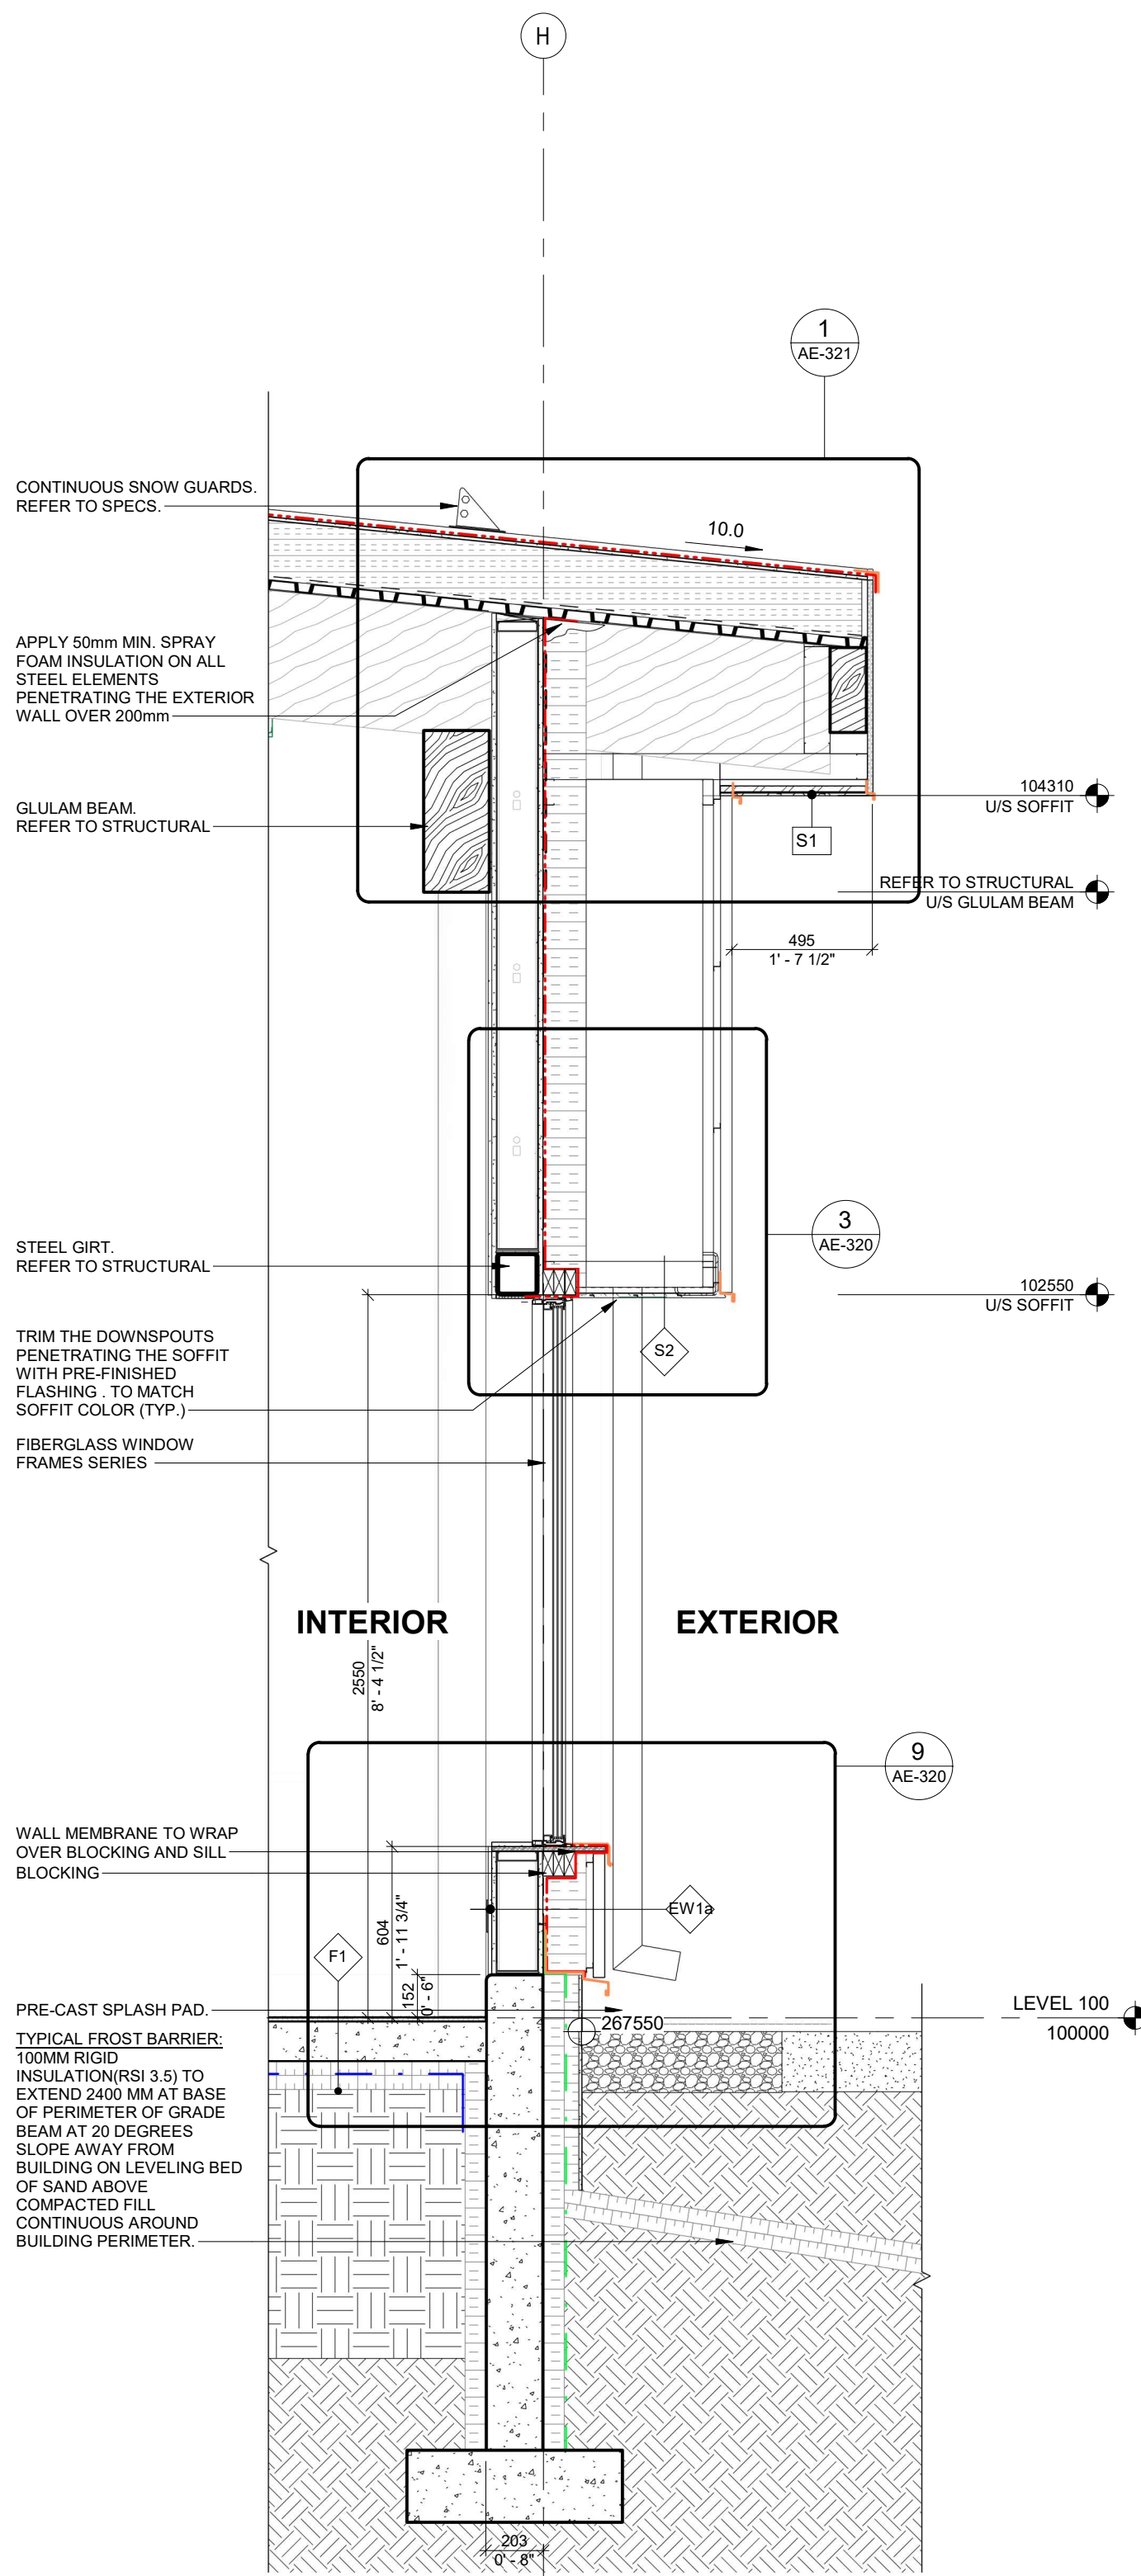 H
1
AE-321
CONTINUOUS SNOW GUARDS.
REFER TO SPECS.
10.0
APPLY 50mm MIN. SPRAY
FOAM INSULATION ON ALL
STEEL ELEMENTS
PENETRATING THE EXTERIOR
WALL OVER 200mm
104310
U/S SOFFIT
GLULAM BEAM.
REFER TO STRUCTURAL
S1
REFER TO STRUCTURAL
U/S GLULAM BEAM
495
1' - 7 1/2"
3
AE-320
STEEL GIRT.
REFER TO STRUCTURAL
102550
U/S SOFFIT
TRIM THE DOWNSPOUTS
PENETRATING THE SOFFIT
WITH PRE-FINISHED
FLASHING . TO MATCH
SOFFIT COLOR (TYP.)
S2
FIBERGLASS WINDOW
FRAMES SERIES
INTERIOR
EXTERIOR
2550
8' - 4 1/2"
9
AE-320
WALL MEMBRANE TO WRAP
OVER BLOCKING AND SILL
BLOCKING
604
1' - 11 3/4"
EW1a
F1
152
0' - 6"
PRE-CAST SPLASH PAD.
267550
LEVEL 100
100000
TYPICAL FROST BARRIER:
100MM RIGID
INSULATION(RSI 3.5) TO
EXTEND 2400 MM AT BASE
OF PERIMETER OF GRADE
BEAM AT 20 DEGREES
SLOPE AWAY FROM
BUILDING ON LEVELING BED
OF SAND ABOVE
COMPACTED FILL
CONTINUOUS AROUND
BUILDING PERIMETER.
203
0' - 8"